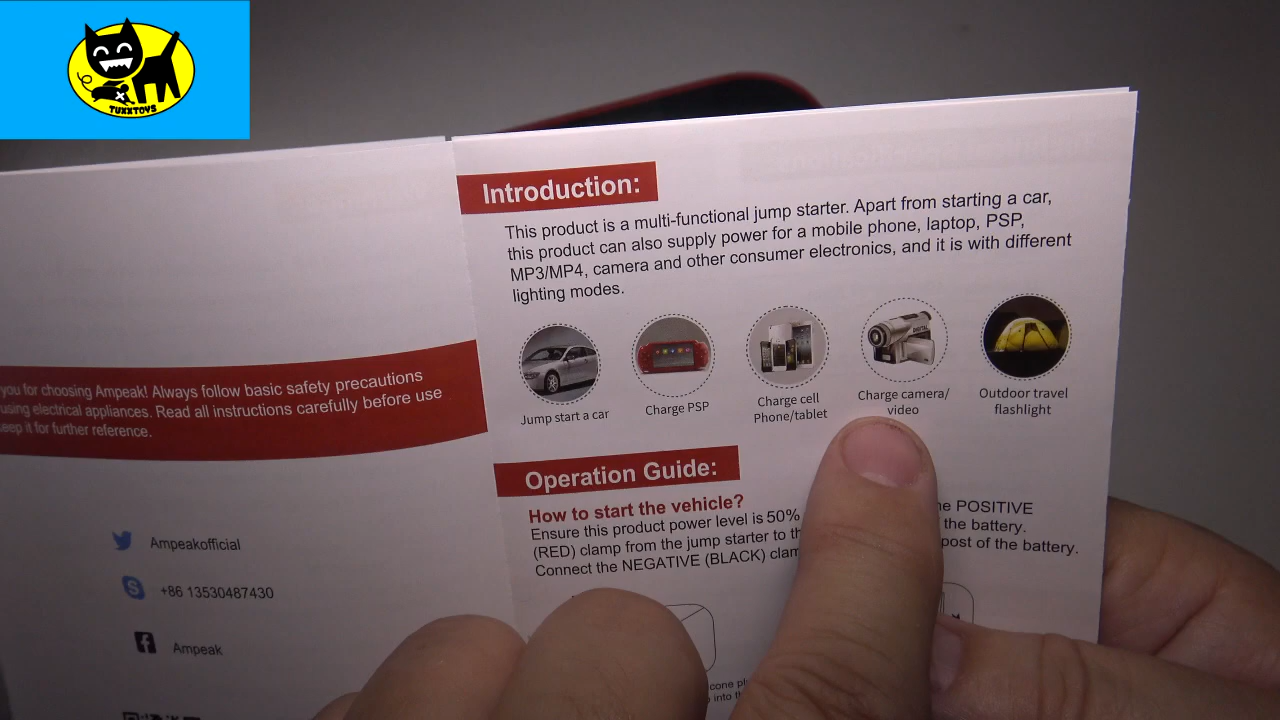 TUXXTOYS
you for choosing Ampeak! Always follow basic safety precautions
using electrical appliances. Read all instructions carefully before use
keep it for further reference.
Ampeakofficial
+86 13530487430
Ampeak
Introduction:
This product is a multi-functional jump starter. Apart from starting a car,
this product can also supply power for a mobile phone, laptop, PSP,
MP3/MP4, camera and other consumer electronics, and it is with different
lighting modes.
DIGITAL
Jump start a car
Charge PSP
Charge cell
Phone/tablet
Charge camera/
video
Outdoor travel
flashlight
Operation Guide:
How to start the vehicle?
Ensure this product power level is 50% POSITIVE
(RED) clamp from the jump starter to the battery.
Connect the NEGATIVE (BLACK) post of the battery.